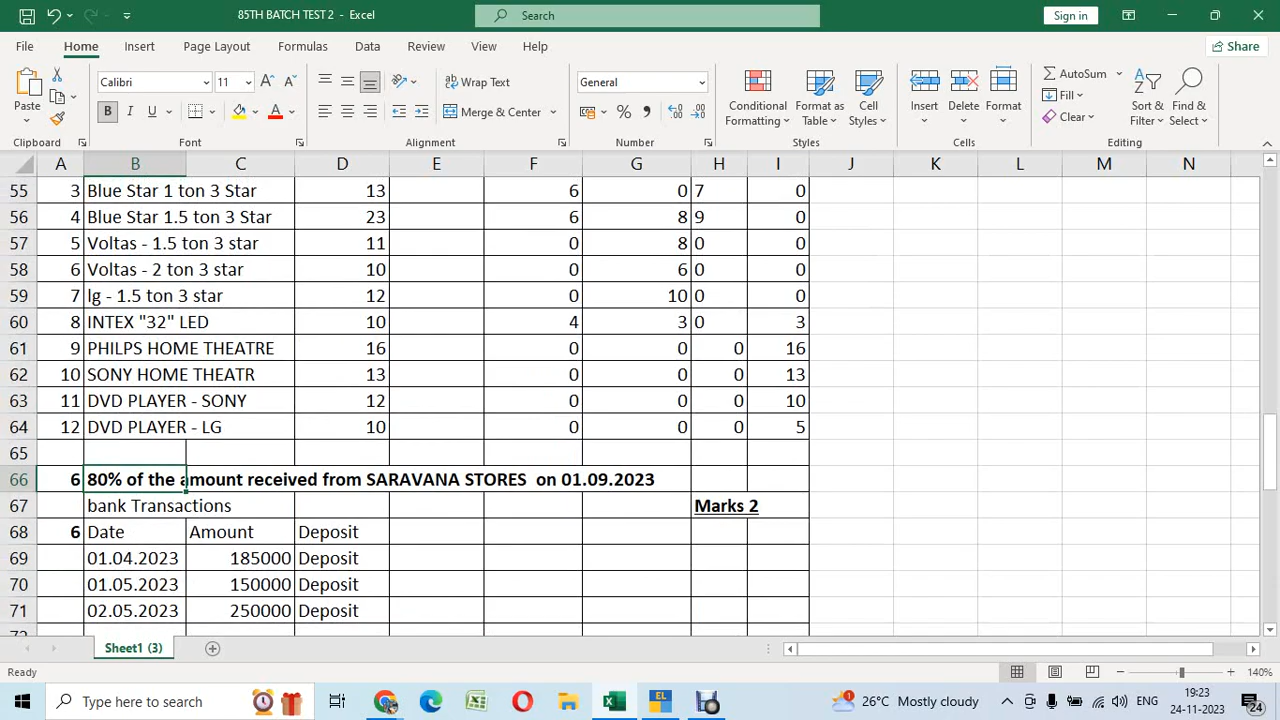 85TH BATCH TEST 2 - Excel
Search
Sign in
File Home Insert Page Layout Formulas Data Review View Help
Share
Paste
Clipboard
Calibri 11
B I U
Font
Wrap Text
Merge & Center
Alignment
General
Number
Conditional Formatting
Format as Table
Cell Styles
Styles
Insert Delete Format
Cells
AutoSum
Fill
Clear
Sort & Filter
Find & Select
Editing
A B C D E F G H I J K L M N
55 3 Blue Star 1 ton 3 Star 13 6 0 7 0
56 4 Blue Star 1.5 ton 3 Star 23 6 8 9 0
57 5 Voltas - 1.5 ton 3 star 11 0 8 0 0
58 6 Voltas - 2 ton 3 star 10 0 6 0 0
59 7 lg - 1.5 ton 3 star 12 0 10 0 0
60 8 INTEX "32" LED 10 4 3 0 3
61 9 PHILPS HOME THEATRE 16 0 0 0 16
62 10 SONY HOME THEATR 13 0 0 0 13
63 11 DVD PLAYER - SONY 12 0 0 0 10
64 12 DVD PLAYER - LG 10 0 0 0 5
65
66 6 80% of the amount received from SARAVANA STORES on 01.09.2023
67 bank Transactions Marks 2
68 6 Date Amount Deposit
69 01.04.2023 185000 Deposit
70 01.05.2023 150000 Deposit
71 02.05.2023 250000 Deposit
72
Sheet1 (3)
Ready
140%
Type here to search
EL
26°C Mostly cloudy
ENG
19:23
24-11-2023
24